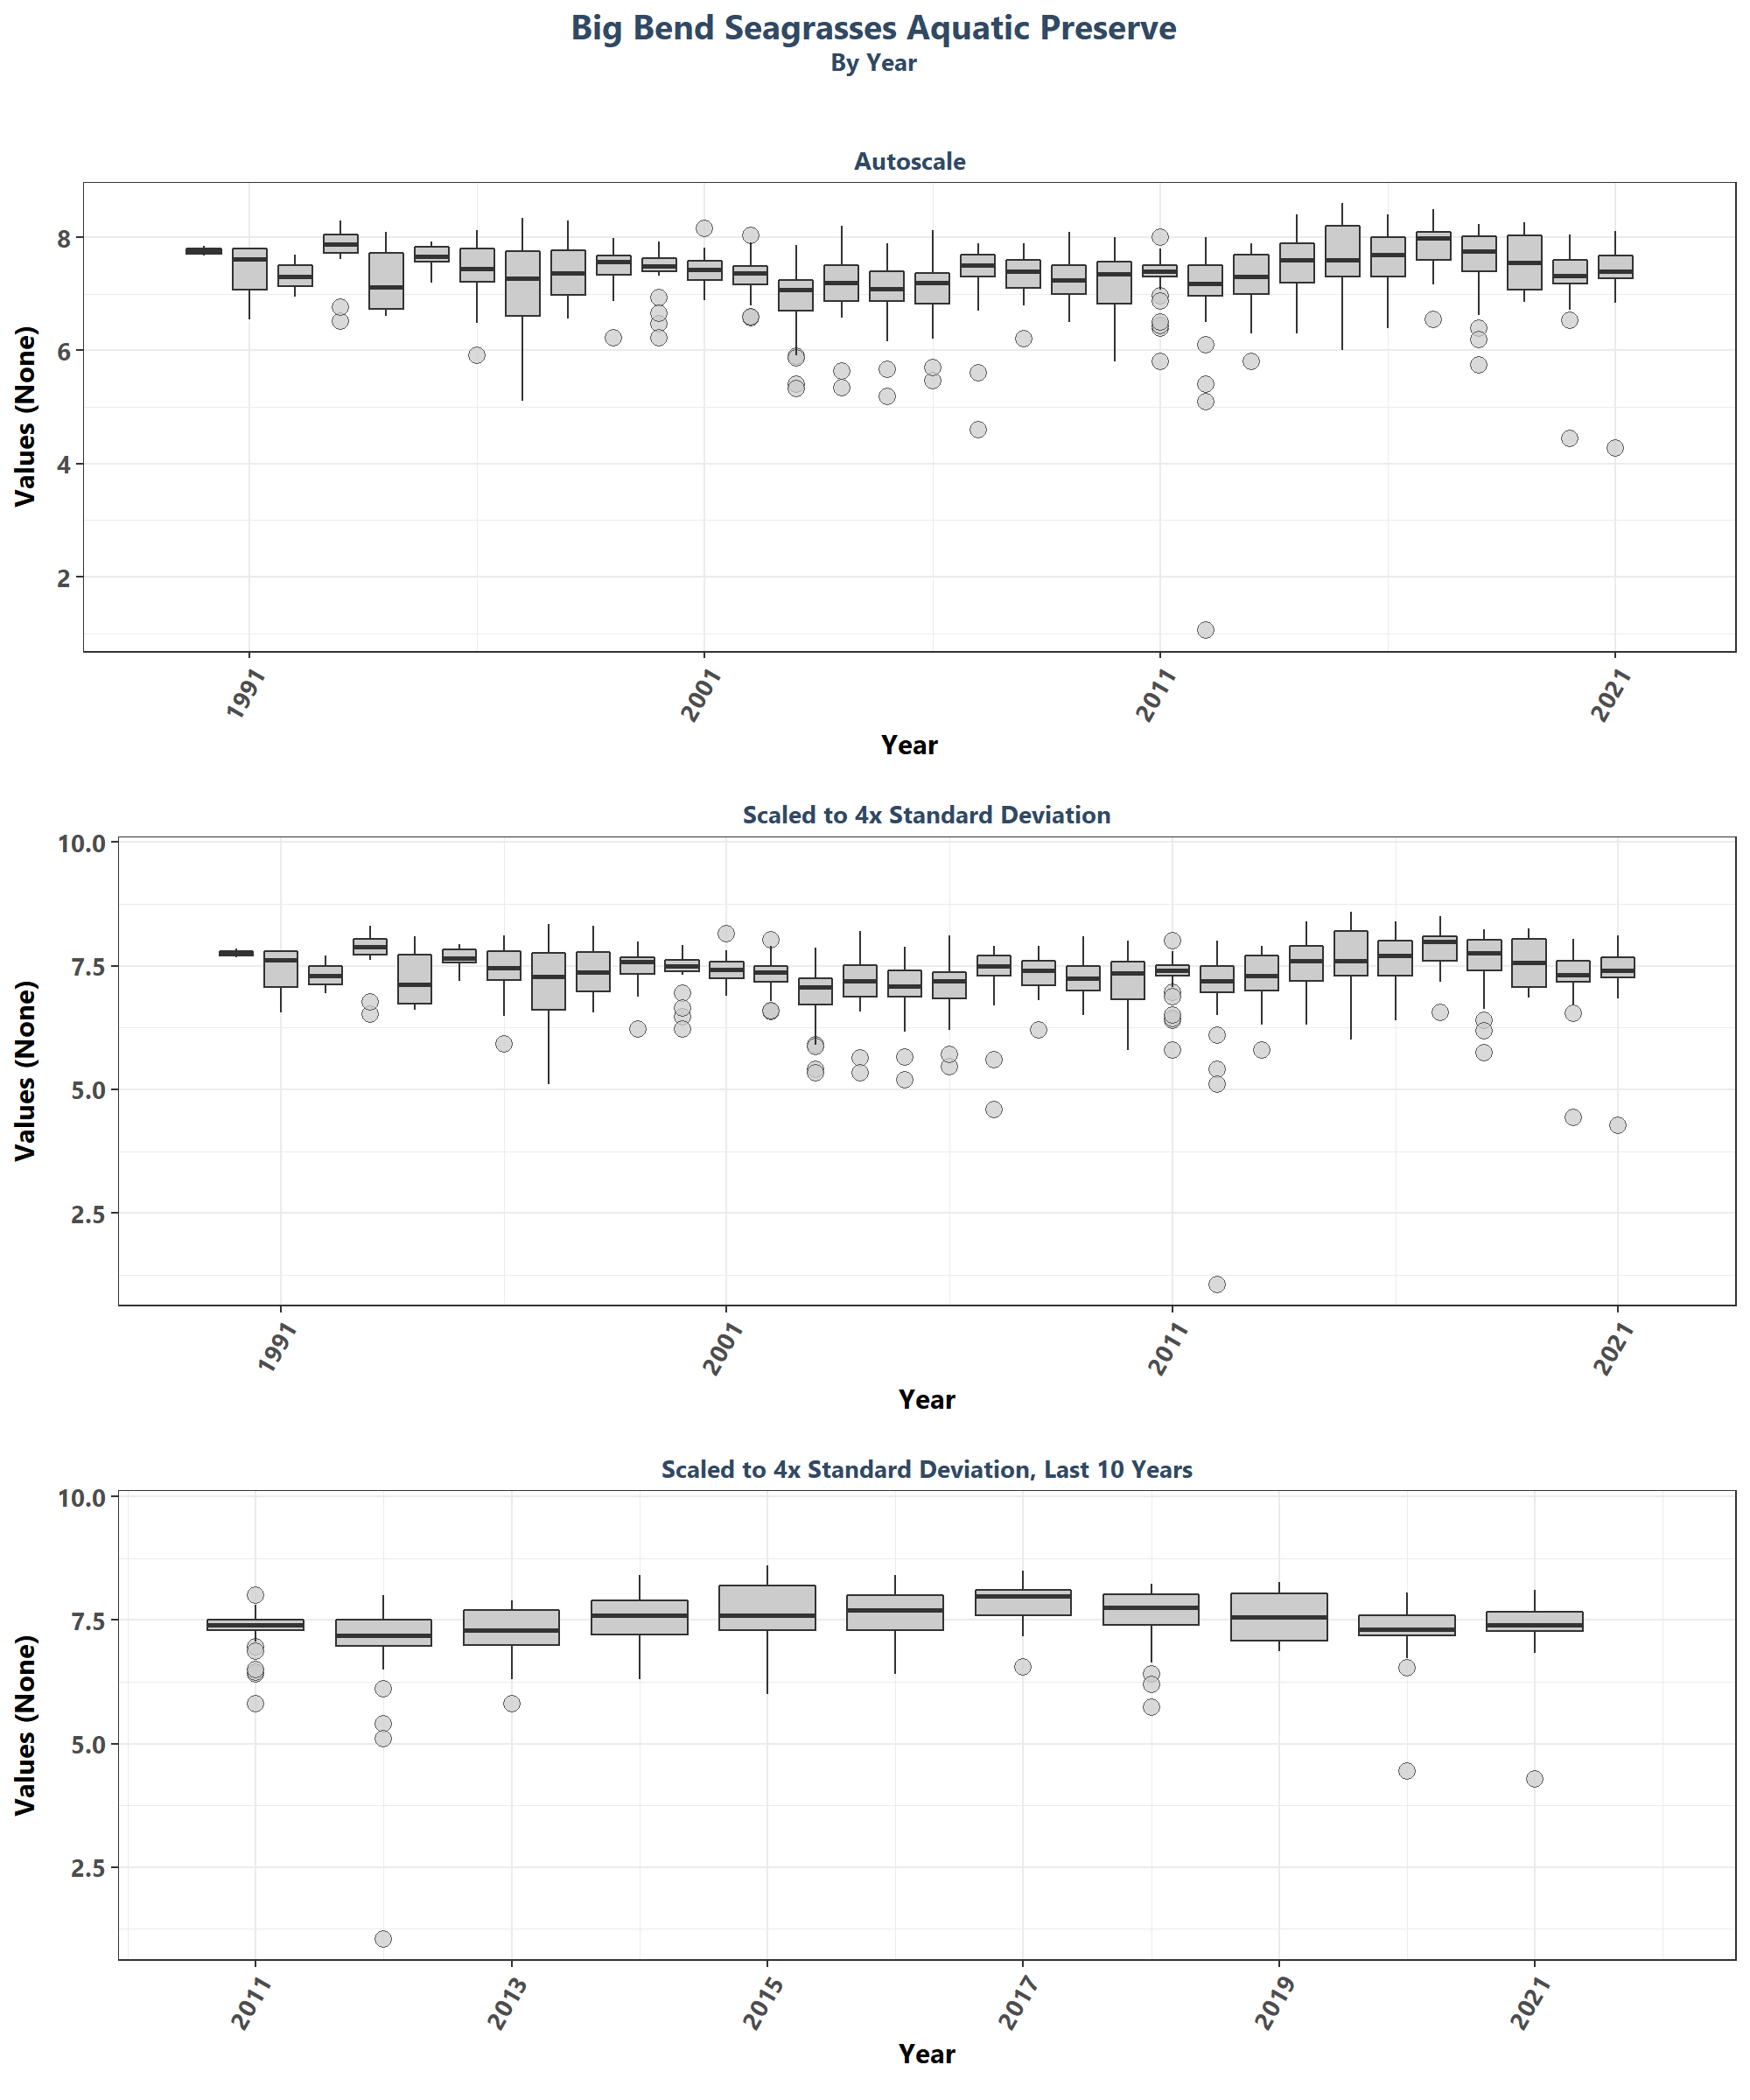 Big Bend Seagrasses Aquatic Preserve
By Year
Autoscale
Values (None)
8
6
4
2
1991
2001
2011
2021
Year
Scaled to 4x Standard Deviation
Values (None)
10.0
7.5
5.0
2.5
1991
2001
2011
2021
Year
Scaled to 4x Standard Deviation, Last 10 Years
Values (None)
10.0
7.5
5.0
2.5
2011
2013
2015
2017
2019
2021
Year